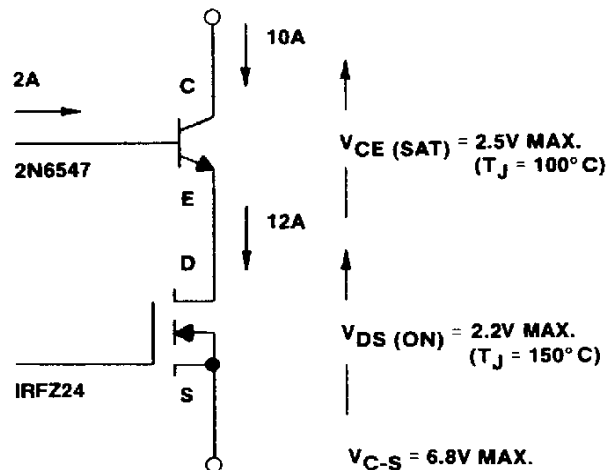 10A
C
2A
2N6547
V_CE (SAT) = 2.5V MAX.
(T_J = 100° C)
E
12A
D
V_DS (ON) = 2.2V MAX.
(T_J = 150° C)
IRFZ24
S
V_C-S = 6.8V MAX.